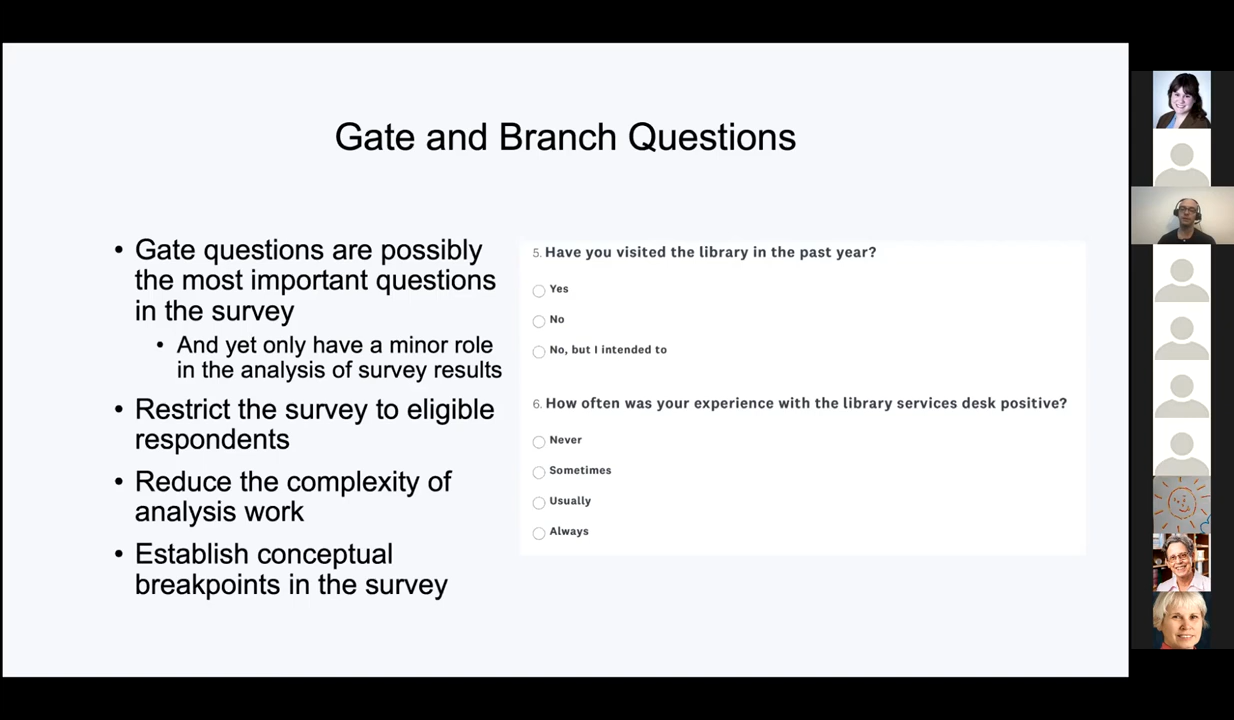 Gate and Branch Questions
• Gate questions are possibly
the most important questions
in the survey
• And yet only have a minor role
in the analysis of survey results
• Restrict the survey to eligible
respondents
• Reduce the complexity of
analysis work
• Establish conceptual
breakpoints in the survey
5. Have you visited the library in the past year?
Yes
No
No, but I intended to
6. How often was your experience with the library services desk positive?
Never
Sometimes
Usually
Always